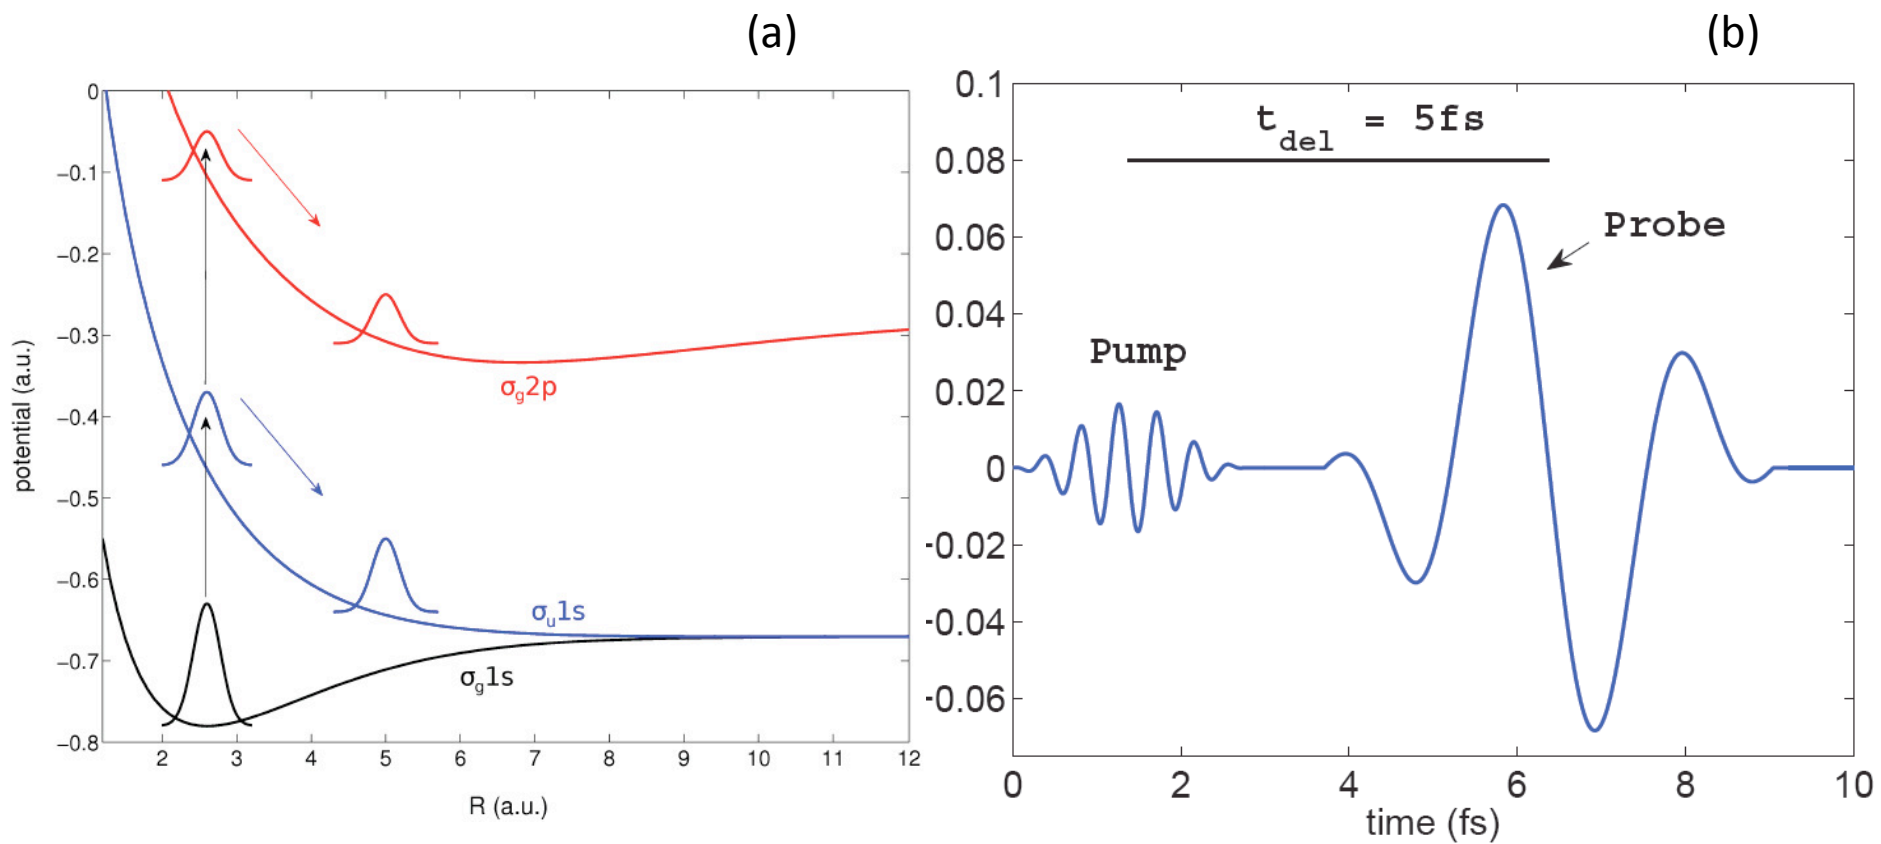 (a)
0
−0.1
−0.2
−0.3
−0.4
−0.5
−0.6
−0.7
−0.8
potential (a.u.)
2 3 4 5 6 7 8 9 10 11 12
R (a.u.)
σg2p
σu1s
σg1s
(b)
0.1
0.08
0.06
0.04
0.02
0
-0.02
-0.04
-0.06
0 2 4 6 8 10
time (fs)
tdel = 5fs
Probe
Pump